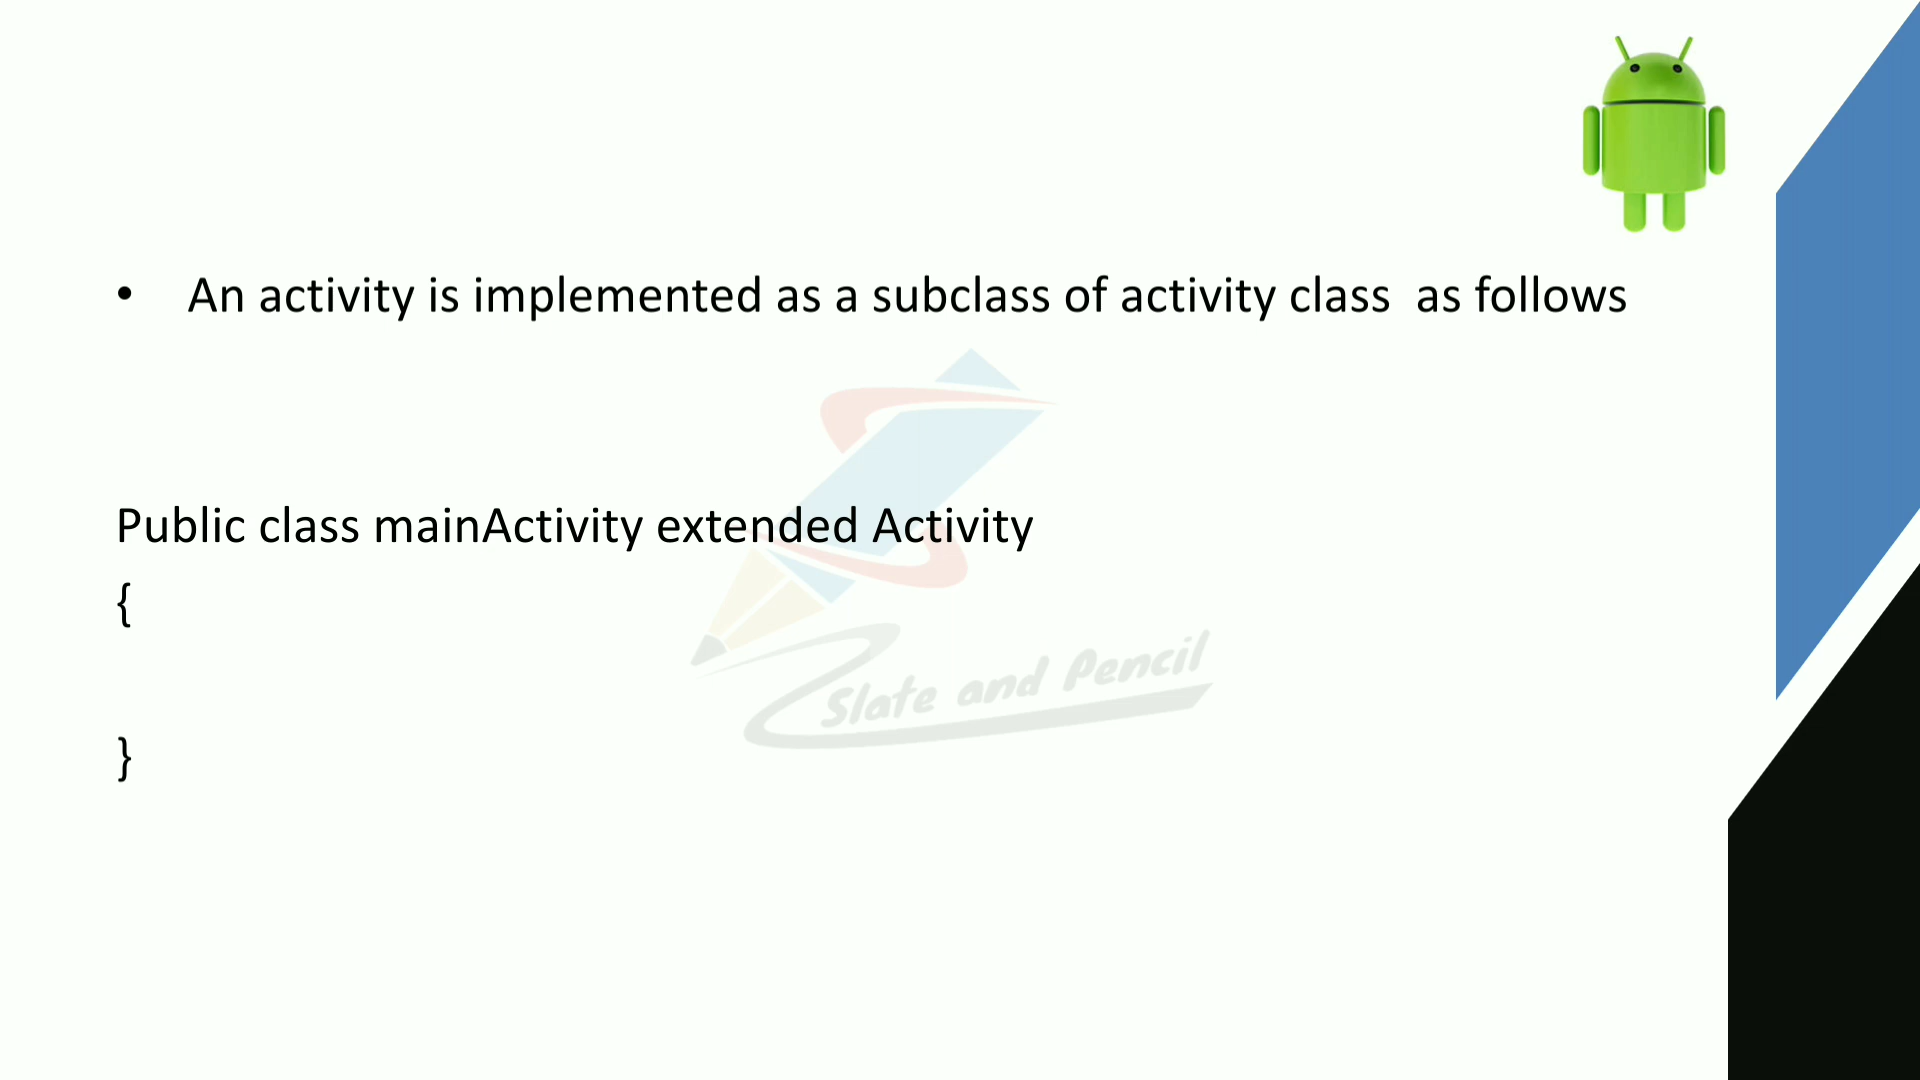 • An activity is implemented as a subclass of activity class  as follows
Public class mainActivity extended Activity
{
}
Slate and Pencil